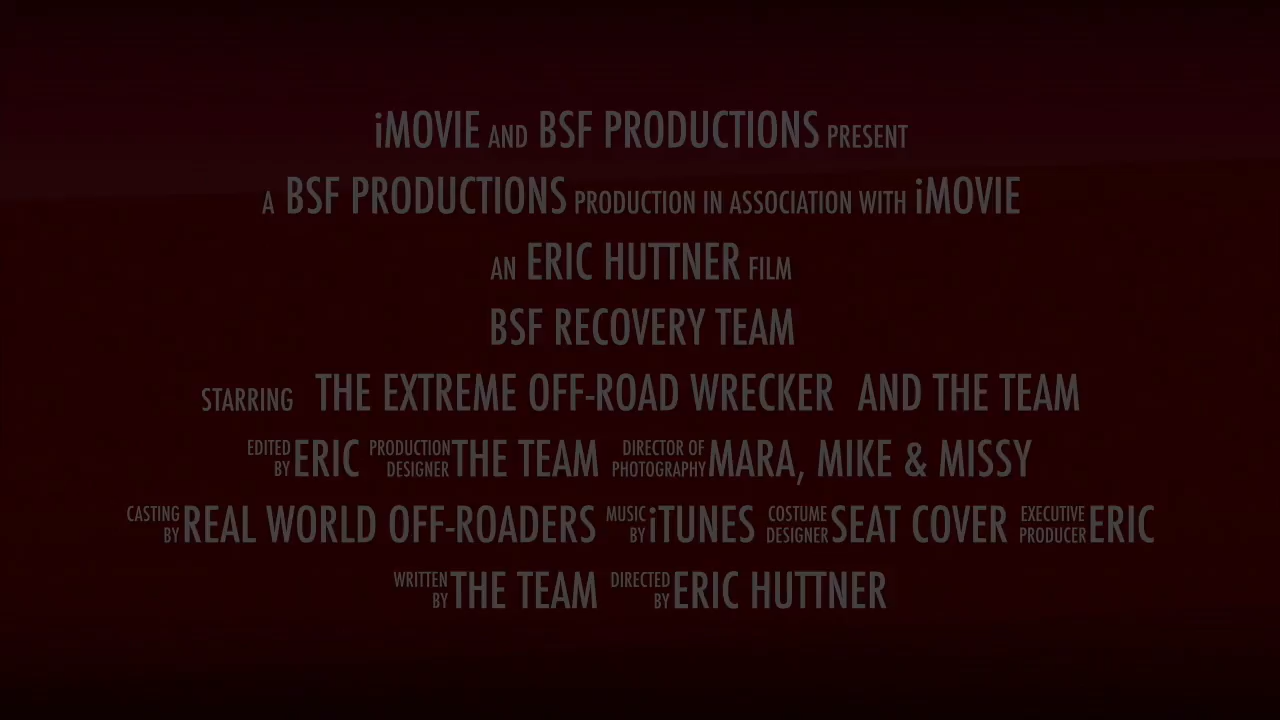 iMOVIE AND BSF PRODUCTIONS PRESENT
A BSF PRODUCTIONS PRODUCTION IN ASSOCIATION WITH iMOVIE
AN ERIC HUTTNER FILM
BSF RECOVERY TEAM
STARRING THE EXTREME OFF-ROAD WRECKER AND THE TEAM
EDITED BY ERIC PRODUCTION DESIGNER THE TEAM DIRECTOR OF PHOTOGRAPHY MARA, MIKE & MISSY
CASTING BY REAL WORLD OFF-ROADERS MUSIC BY iTUNES COSTUME DESIGNER SEAT COVER EXECUTIVE PRODUCER ERIC
WRITTEN BY THE TEAM DIRECTED BY ERIC HUTTNER